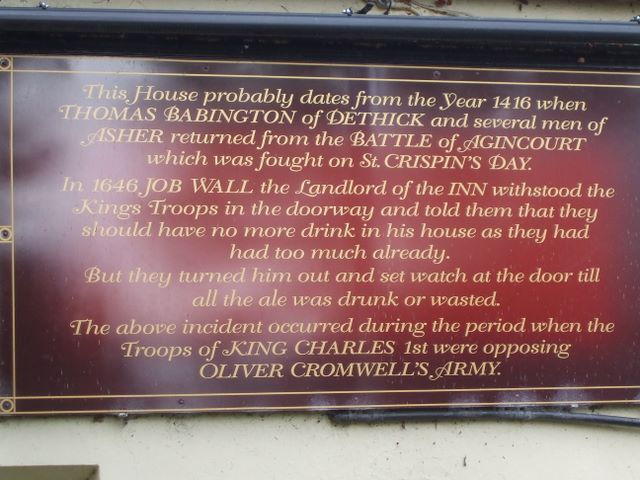 This House probably dates from the Year 1416 when
THOMAS BABINGTON of DETHICK and several men of
ASHER returned from the BATTLE of AGINCOURT
which was fought on St. CRISPIN'S DAY.
In 1646, JOB WALL the Landlord of the INN withstood the
Kings Troops in the doorway and told them that they
should have no more drink in his house as they had
had too much already.
But they turned him out and set watch at the door till
all the ale was drunk or wasted.
The above incident occurred during the period when the
Troops of KING CHARLES 1st were opposing
OLIVER CROMWELL'S ARMY.